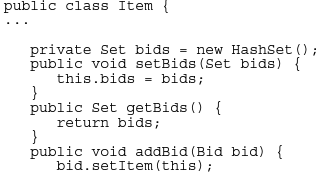 public class Item {
...
private Set bids = new HashSet();
public void setBids(Set bids) {
this.bids = bids;
}
public Set getBids() {
return bids;
}
public void addBid(Bid bid) {
bid.setItem(this);